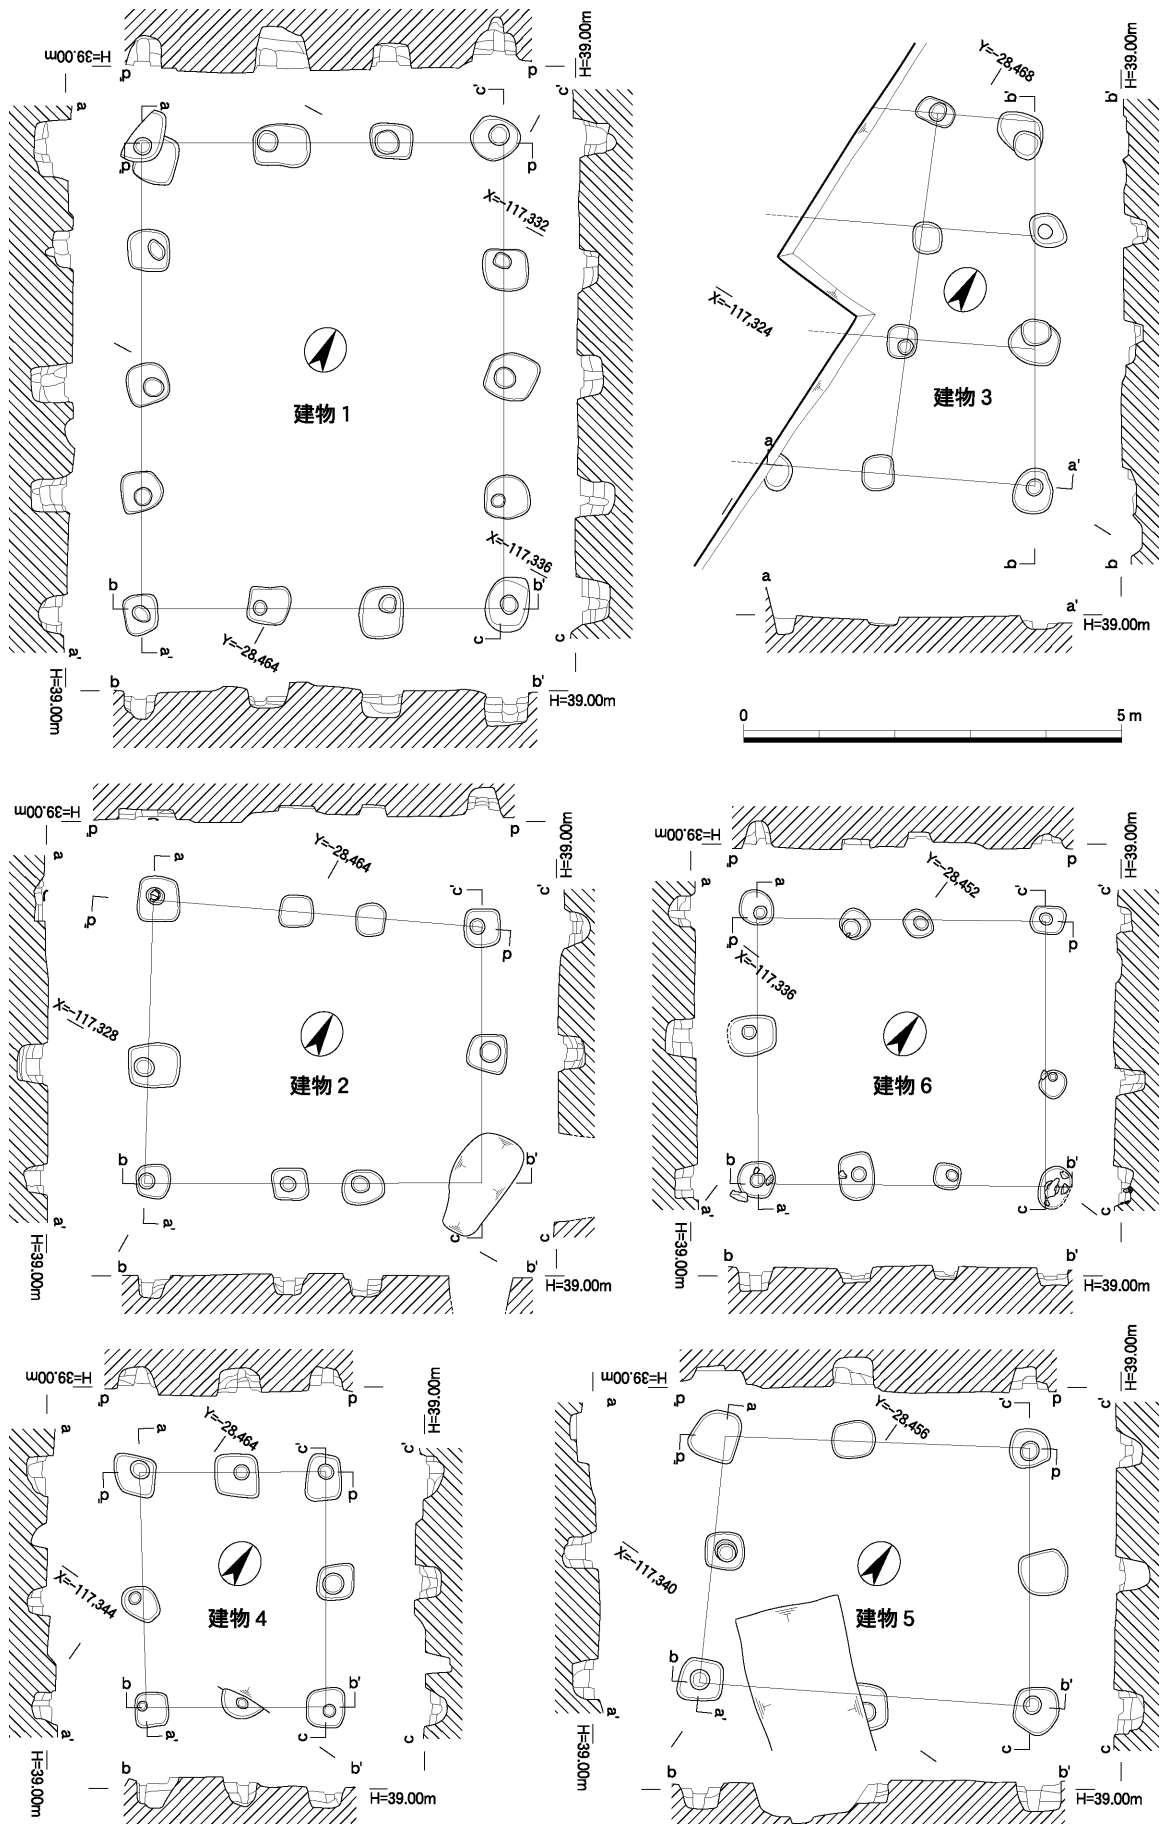 H=39.00m
d'
d
H=39.00m
a
a
c'
c'
d'
d
X=-117,332
建物 1
X=-117,336
b
b'
a'
a'
c
c
Y=-28,464
H=39.00m
b
b'
H=39.00m
Y=-28,468
H=39.00m
b'
b'
X=-117,324
建物 3
a
a'
b
b
a
a'
H=39.00m
0
5 m
H=39.00m
d'
d
H=39.00m
Y=-28,464
a
a
c'
c'
d'
d
X=-117,328
建物 2
b
b'
a'
a'
c
c
H=39.00m
b
b'
H=39.00m
H=39.00m
d'
d
H=39.00m
Y=-28,452
a
a
c'
c'
d'
d
X=-117,336
建物 6
b
b'
a'
a'
c
c
H=39.00m
b
b'
H=39.00m
H=39.00m
d'
d
H=39.00m
a
a
Y=-28,464
c'
c'
d'
d
X=-117,344
建物 4
b
b'
a'
a'
c
c
H=39.00m
b
b'
H=39.00m
H=39.00m
d'
d
H=39.00m
a
a
Y=-28,456
c'
c'
d'
d
X=-117,340
建物 5
b
b'
a'
a'
c
c
H=39.00m
b
b'
H=39.00m